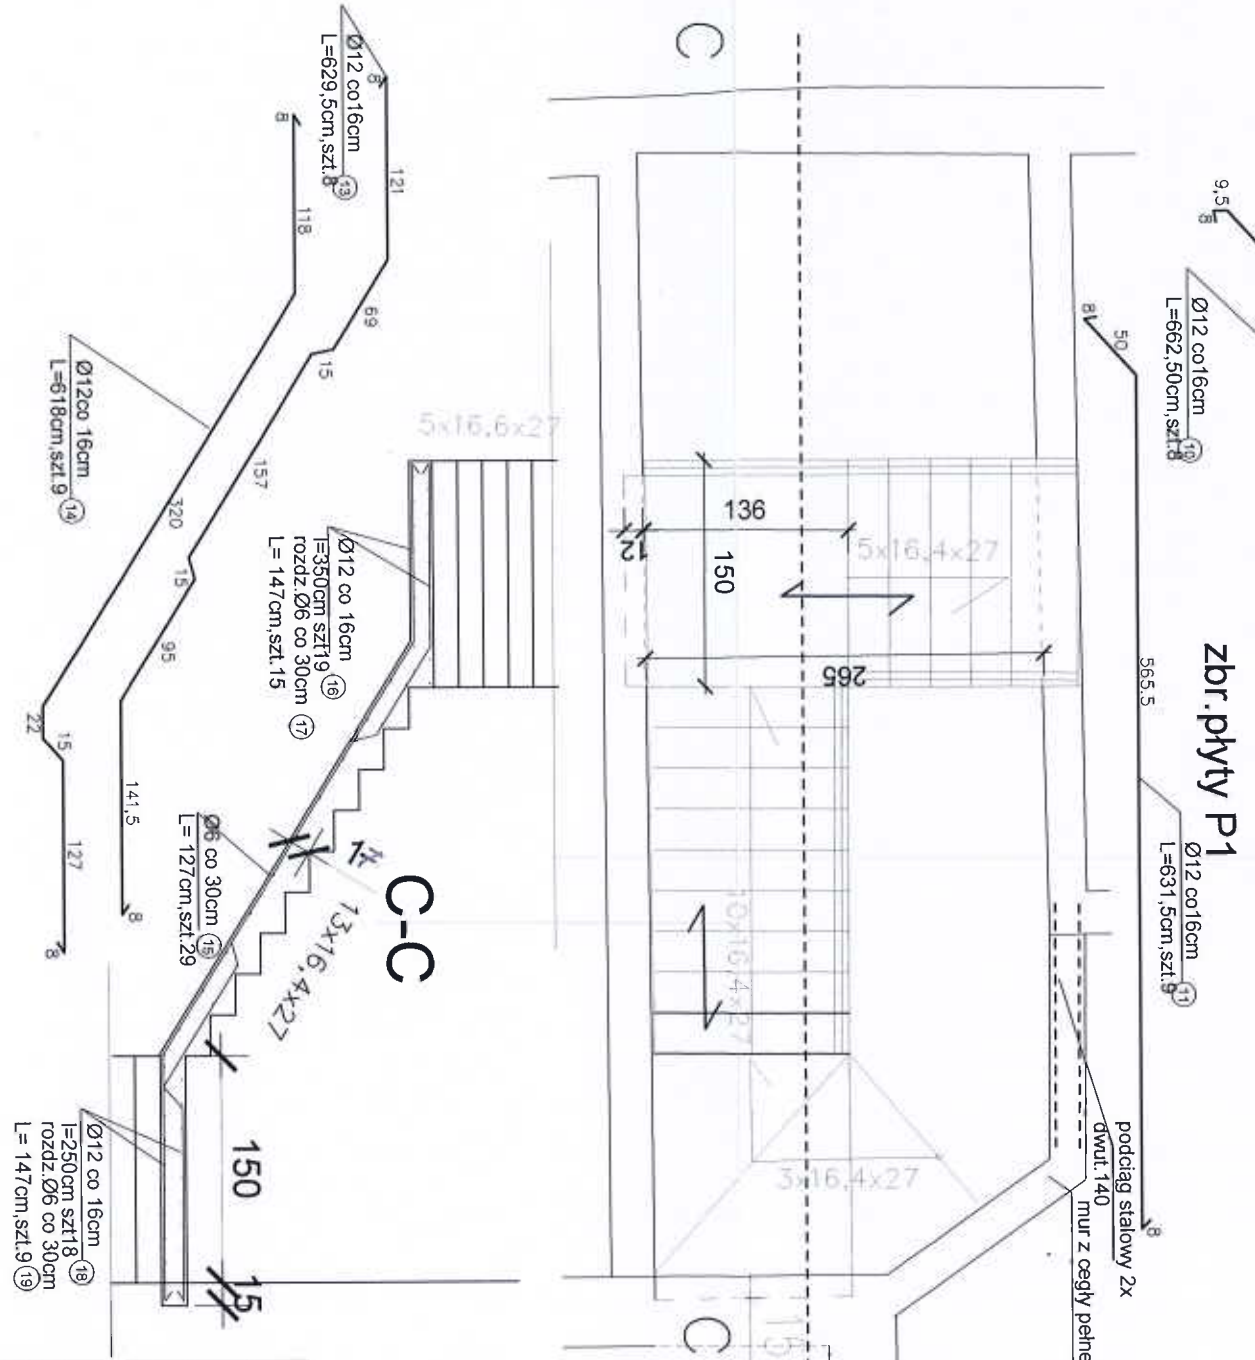 C
Ø12 co16cm
L=629,5cm,szt.8
13
8
121
69
15
157
15
95
141,5
8
8
118
320
22
15
127
8
Ø12co 16cm
L=618cm,szt.9
14
5x16,6x27
Ø12 co 16cm
l=350cm szt19
16
rozdz.Ø6 co 30cm
17
L= 147cm,szt.15
Ø6 co 30cm
15
L= 127cm,szt.29
C-C
13x16,4x27
150
15
Ø12 co 16cm
l=250cm szt18
18
rozdz.Ø6 co 30cm
L= 147cm,szt.9
19
136
12
150
265
5x16,4x27
10x16,4x27
3x16,4x27
15
C
9,5
8
Ø12 co16cm
L=662,50cm,szt.8
10
8
50
565.5
8
zbr.płyty P1
Ø12 co16cm
L=631,5cm,szt.9
11
podciąg stalowy 2x
dwut.140
mur z cegły pełne